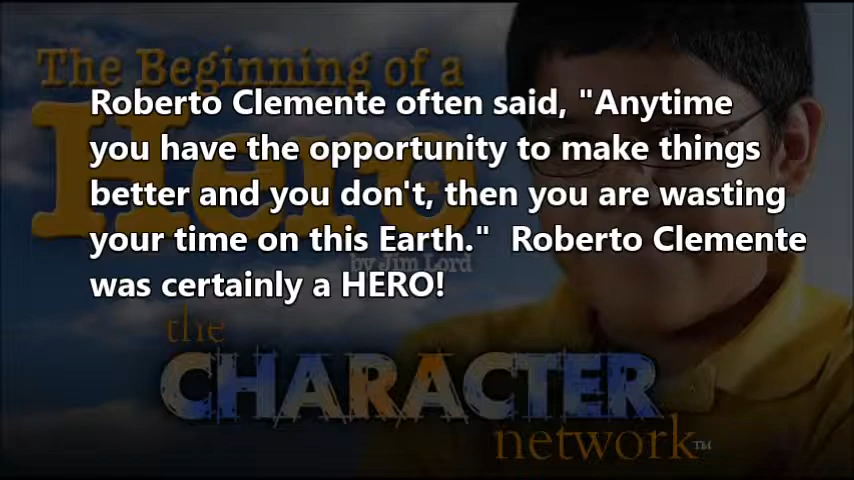 The Beginning of a
Hero
by Jim Lord
Roberto Clemente often said, "Anytime
you have the opportunity to make things
better and you don't, then you are wasting
your time on this Earth."  Roberto Clemente
was certainly a HERO!
the
CHARACTER
network™